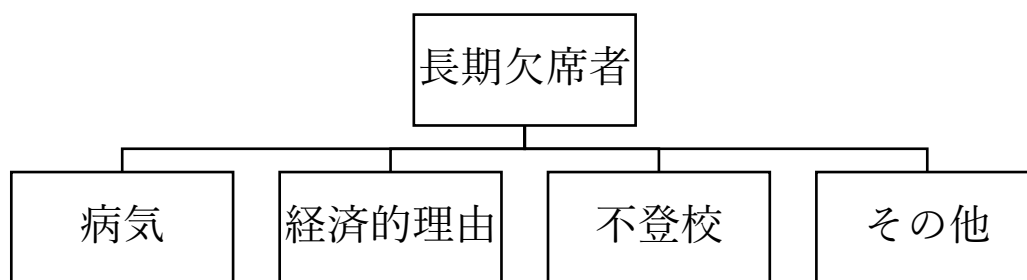 長期欠席者
病気
経済的理由
不登校
その他